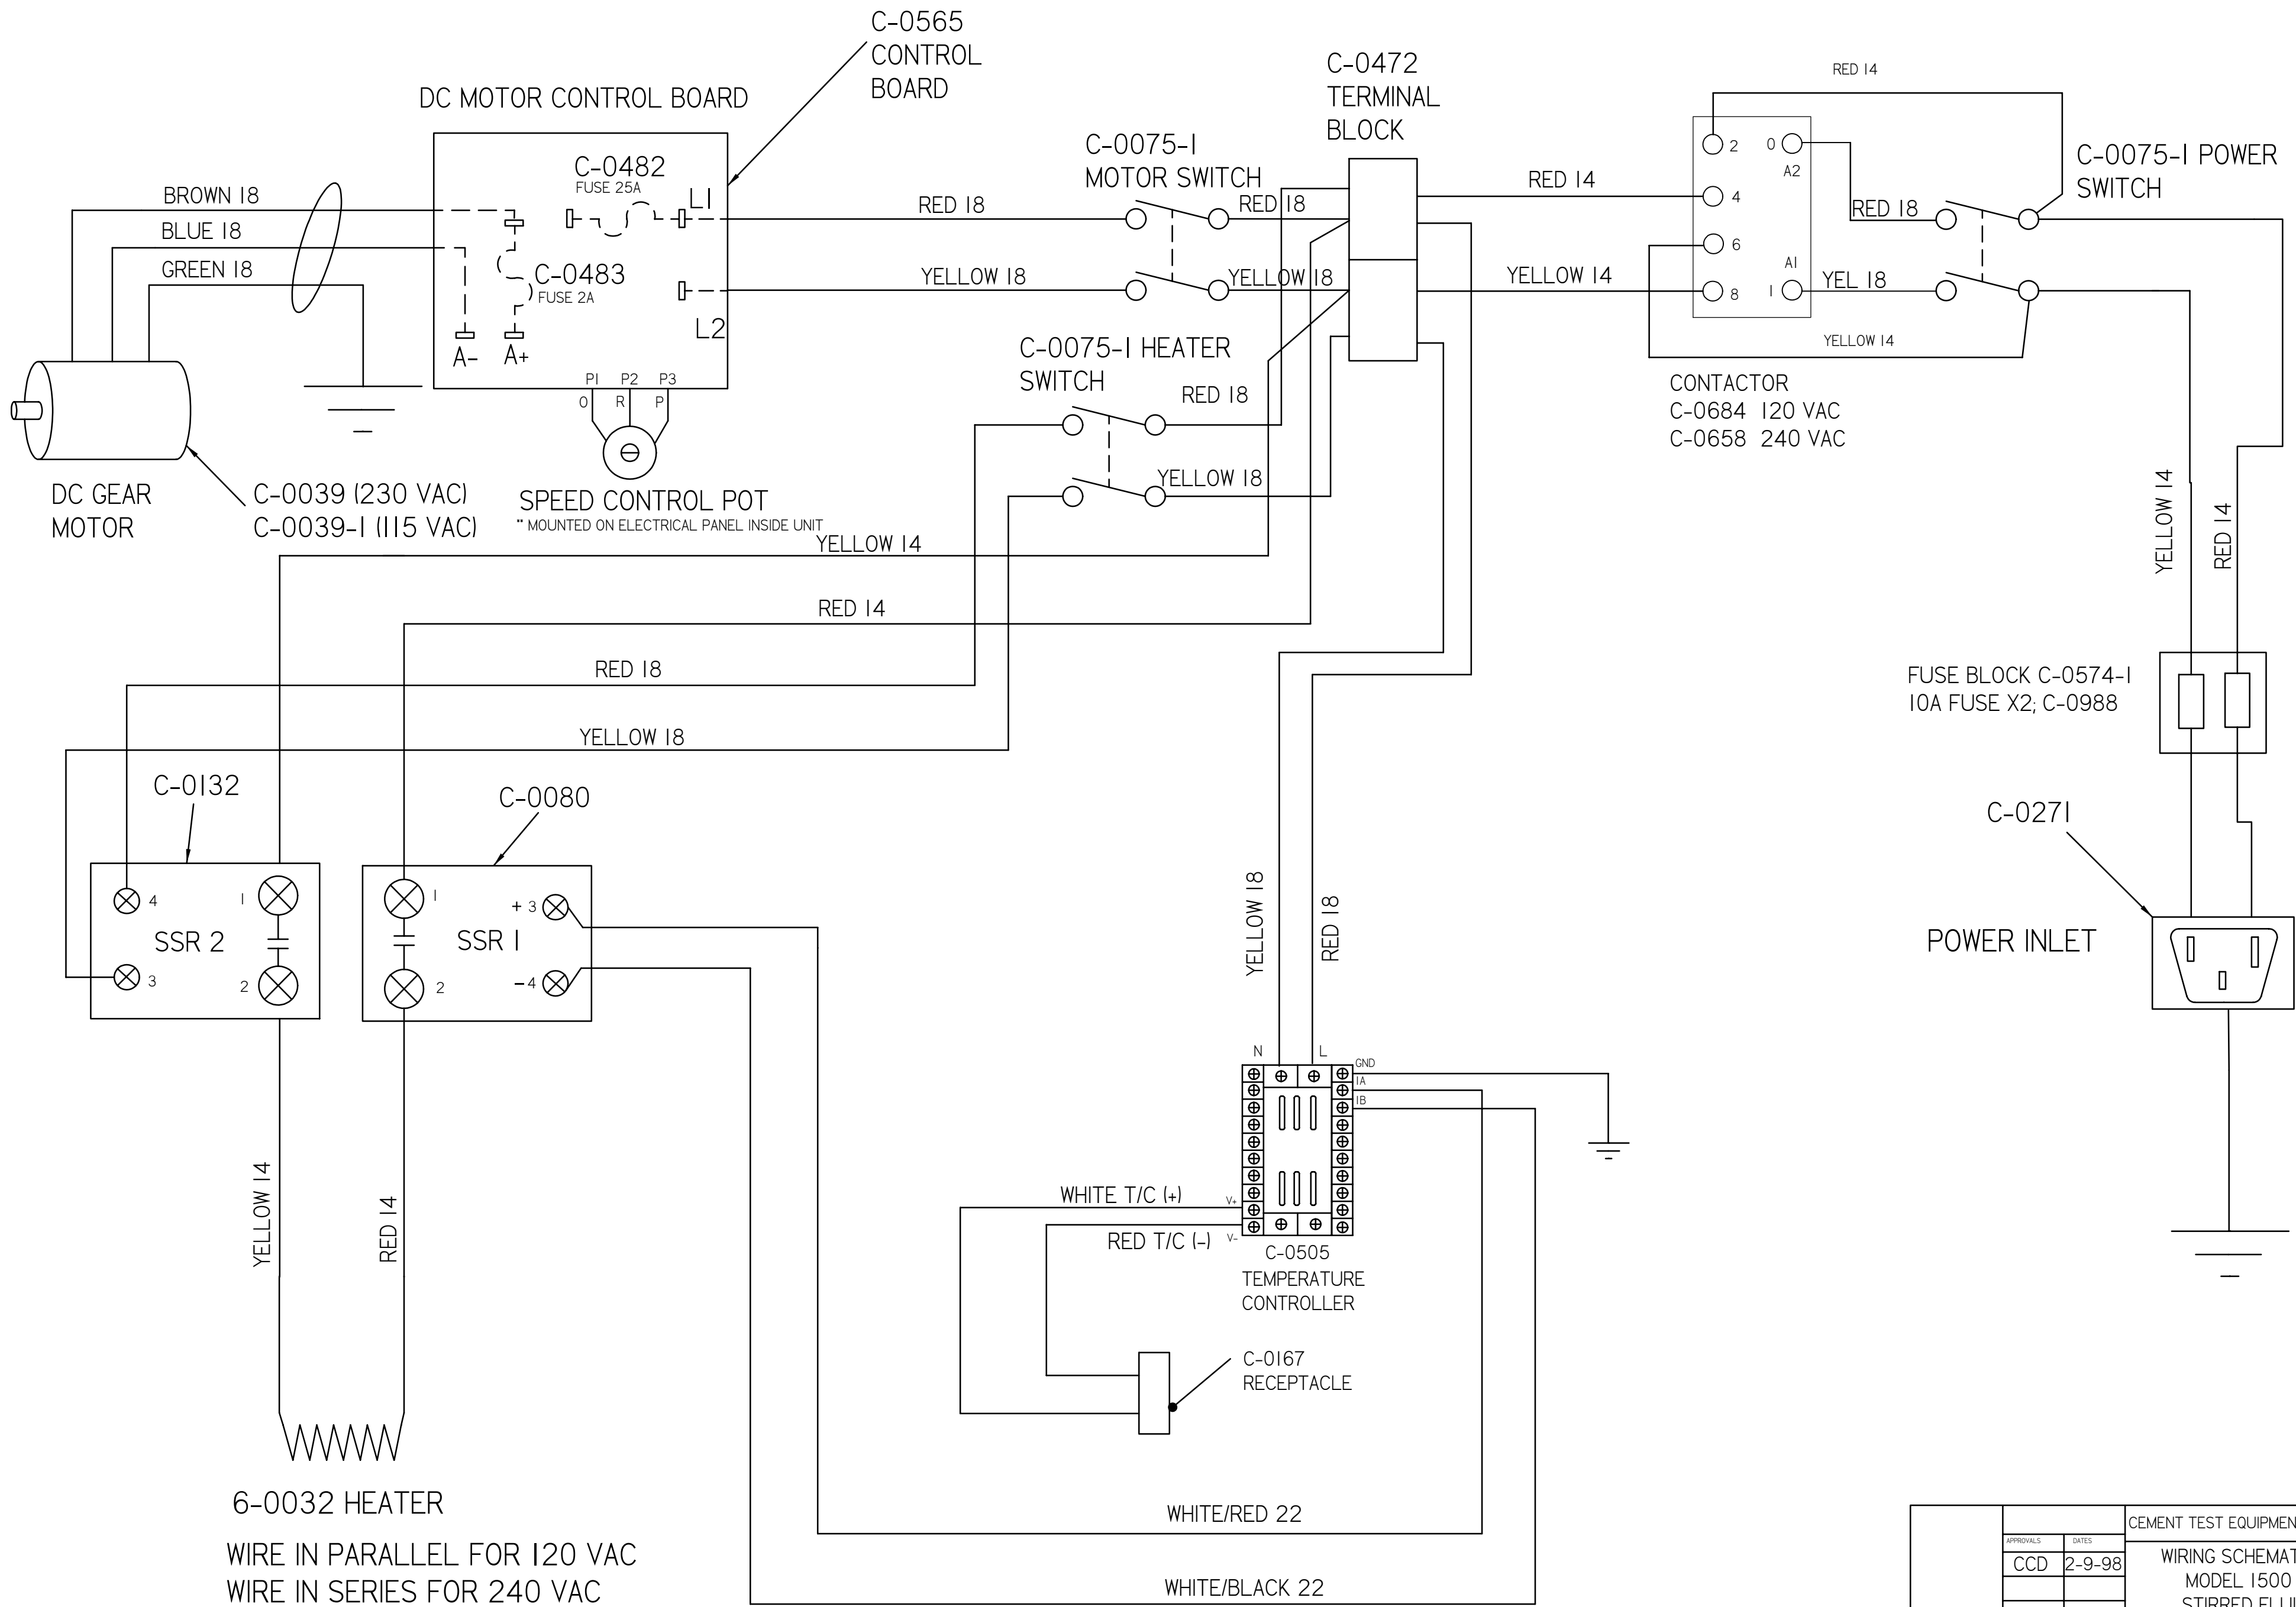 C-0565
CONTROL
BOARD
DC MOTOR CONTROL BOARD
C-0472
TERMINAL
BLOCK
RED 14
C-0482
FUSE 25A
L1
C-0075-1
MOTOR SWITCH
2
0
A2
C-0075-1 POWER
SWITCH
BROWN 18
BLUE 18
GREEN 18
RED 18
RED 18
RED 14
4
RED 18
6
C-0483
FUSE 2A
YELLOW 18
YELLOW 18
YELLOW 14
8
A1
1
YEL 18
L2
A-
A+
YELLOW 14
P1
P2
P3
O
R
P
C-0075-1 HEATER
SWITCH
RED 18
YELLOW 18
CONTACTOR
C-0684 120 VAC
C-0658 240 VAC
DC GEAR
MOTOR
C-0039 (230 VAC)
C-0039-1 (115 VAC)
SPEED CONTROL POT
" MOUNTED ON ELECTRICAL PANEL INSIDE UNIT
YELLOW 14
YELLOW 14
RED 14
RED 14
RED 18
FUSE BLOCK C-0574-1
10A FUSE X2; C-0988
YELLOW 18
C-0132
C-0080
C-0271
4
1
SSR 2
3
2
1
+ 3
SSR 1
2
-4
YELLOW 18
RED 18
POWER INLET
N
L
GND
1A
1B
YELLOW 14
RED 14
WHITE T/C (+)
V+
RED T/C (-)
V-
C-0505
TEMPERATURE
CONTROLLER
C-0167
RECEPTACLE
6-0032 HEATER
WIRE IN PARALLEL FOR 120 VAC
WIRE IN SERIES FOR 240 VAC
WHITE/RED 22
WHITE/BLACK 22
CEMENT TEST EQUIPMEN
APPROVALS
DATES
CCD
2-9-98
WIRING SCHEMAT
MODEL 1500
STIRRED FLUI